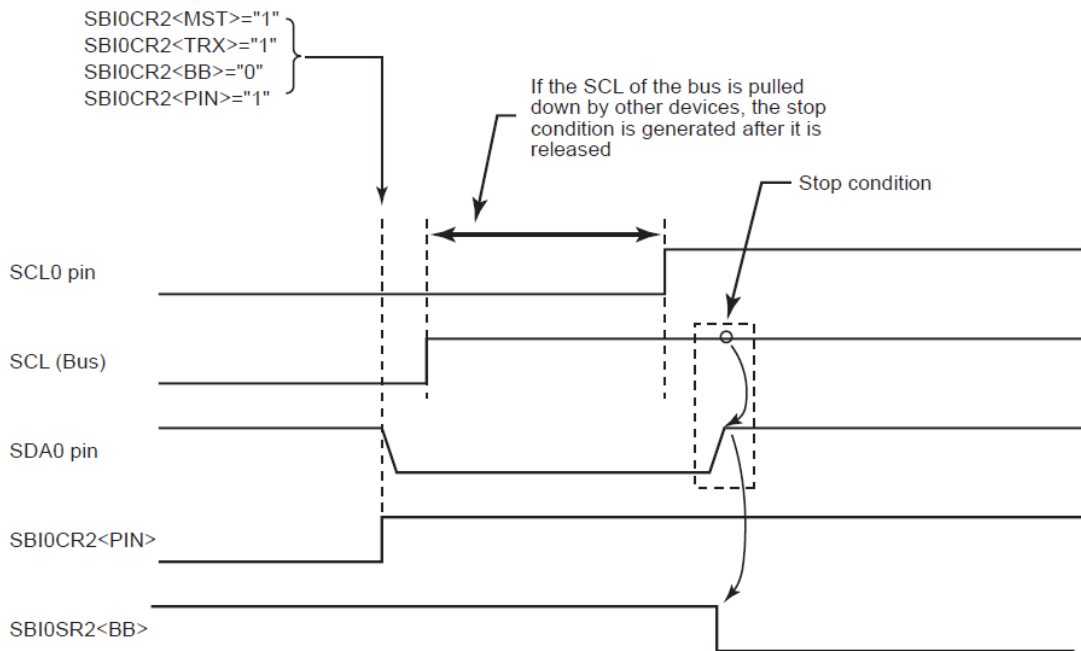 SBI0CR2<MST>="1"
SBI0CR2<TRX>="1"
SBI0CR2<BB>="0"
SBI0CR2<PIN>="1"
If the SCL of the bus is pulled
down by other devices, the stop
condition is generated after it is
released
Stop condition
SCL0 pin
SCL (Bus)
SDA0 pin
SBI0CR2<PIN>
SBI0SR2<BB>